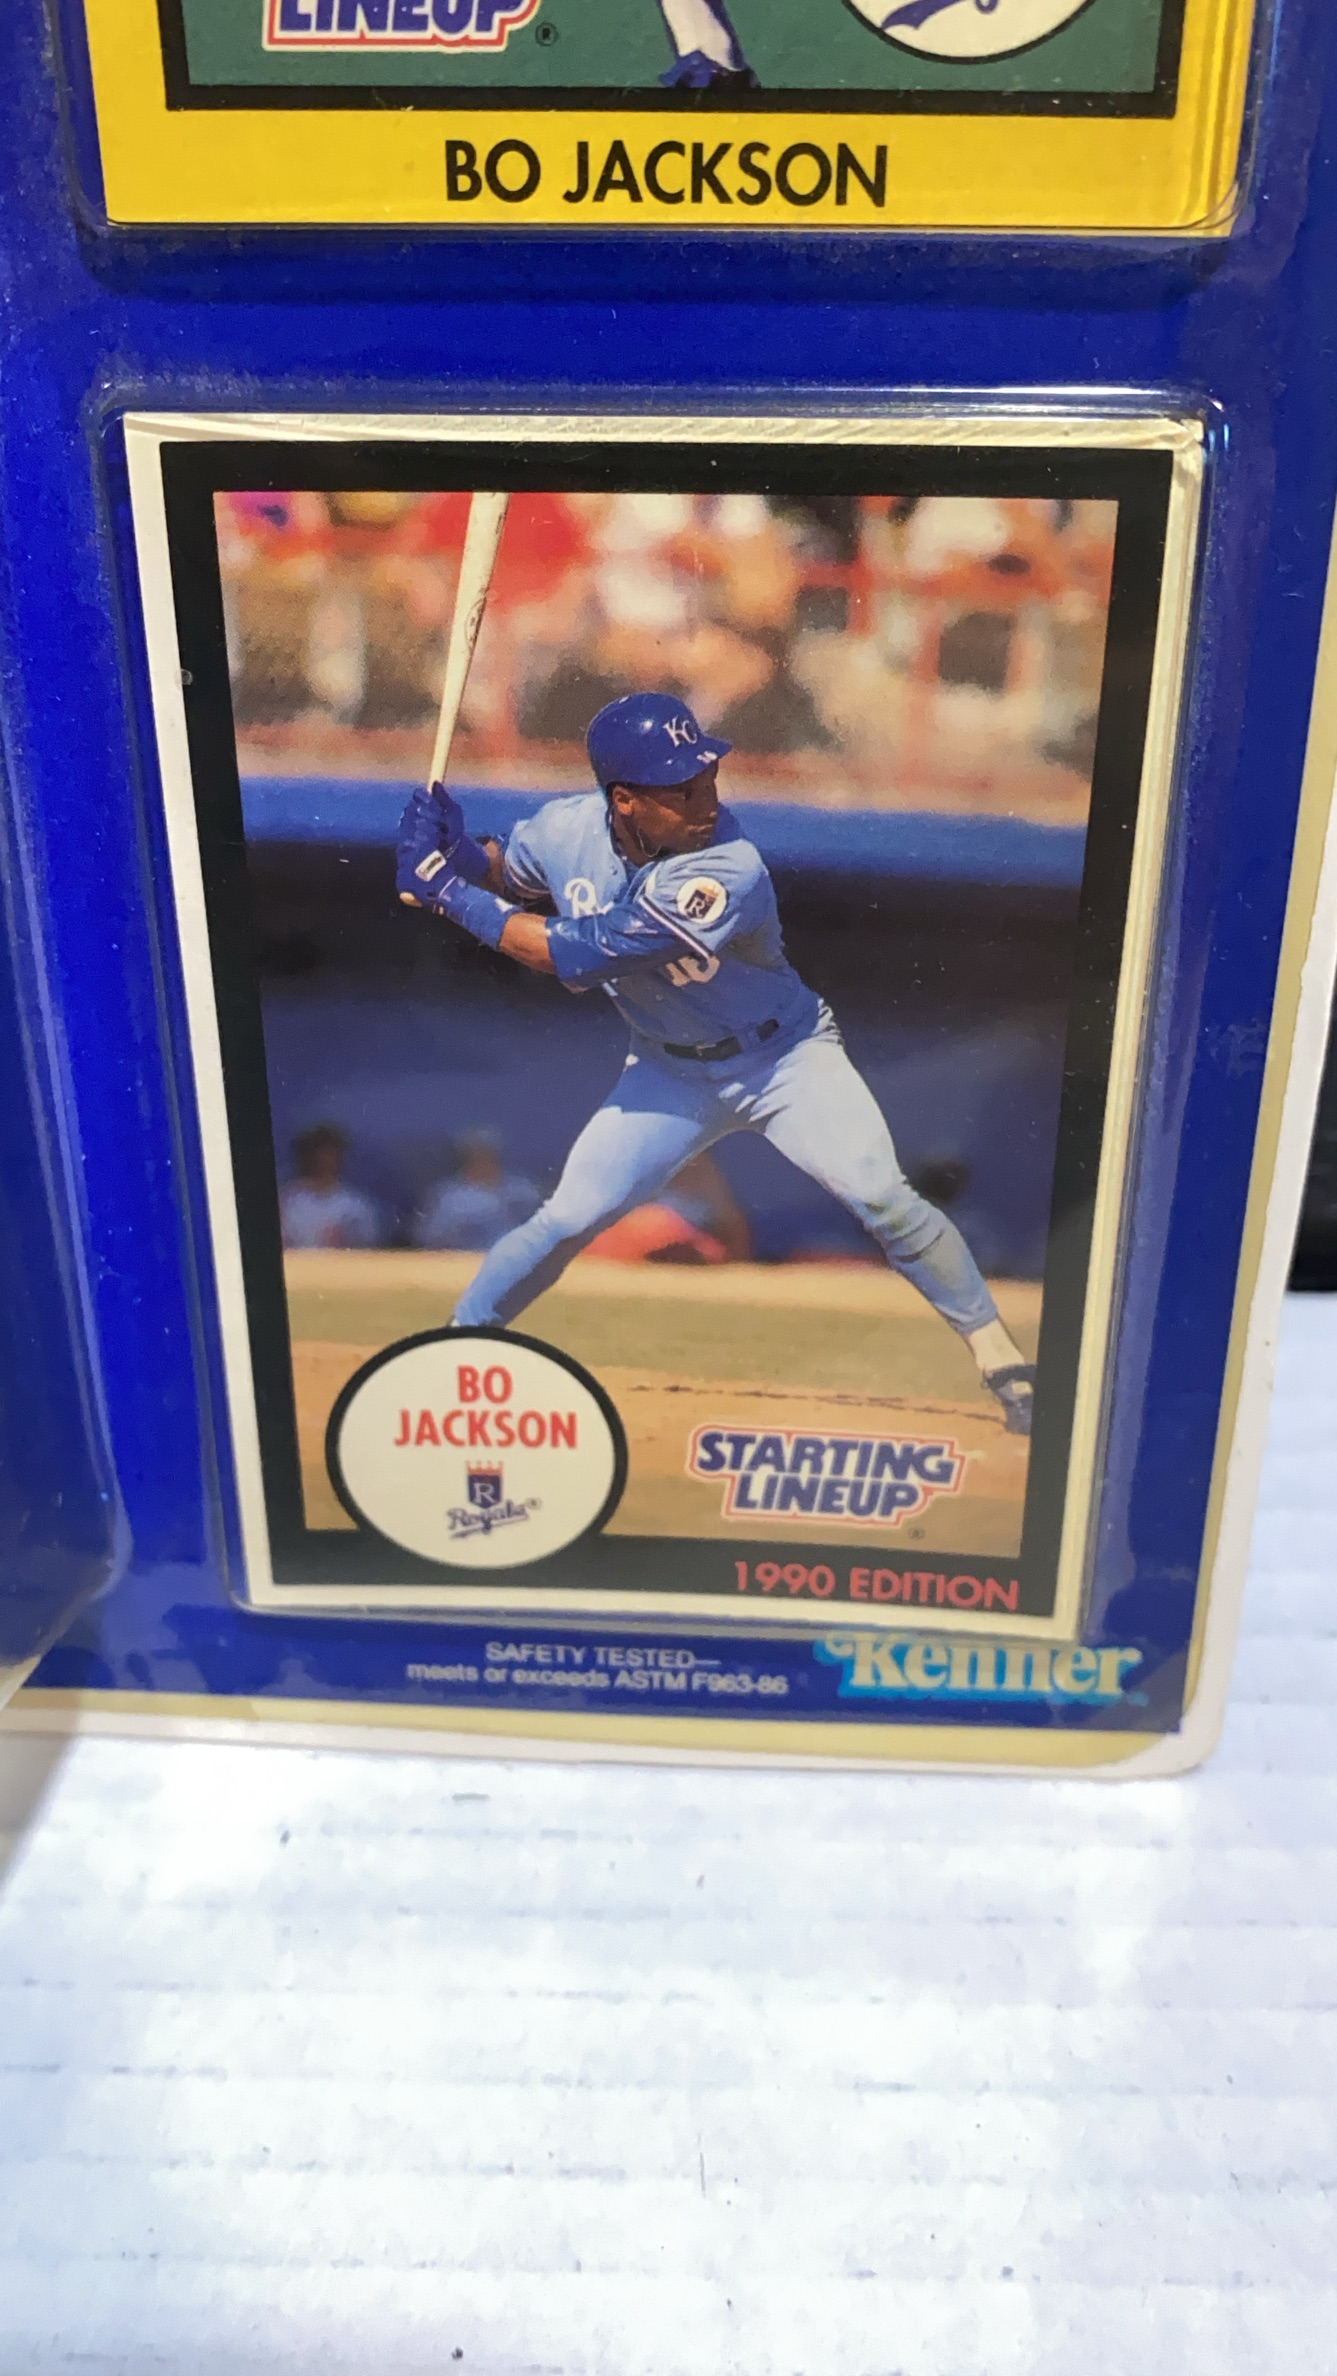 LINEUP®
BO JACKSON
KC
R
16
BO
JACKSON
R
Royals®
STARTING
LINEUP
®
1990 EDITION
SAFETY TESTED—
meets or exceeds ASTM F963-86
Kenner